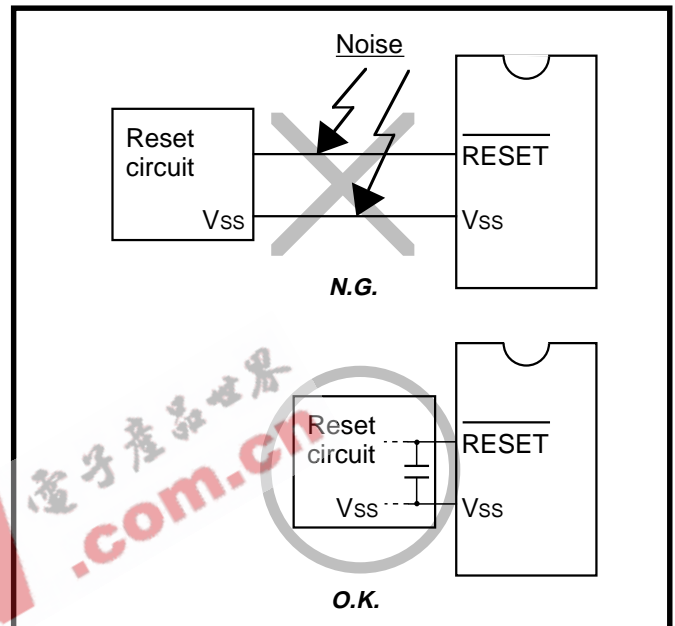 Noise
Reset
circuit
RESET
VSS
VSS
N.G.
Reset
circuit
RESET
VSS
VSS
O.K.
電子產品世界
.com.cn